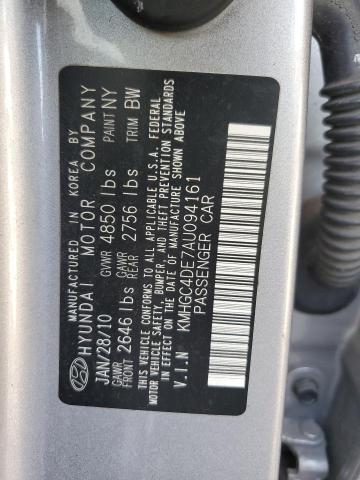 MANUFACTURED IN KOREA BY
HYUNDAI MOTOR COMPANY
JAN/28/10 GVWR 4850 lbs PAINT NY
GAWR FRONT 2646 lbs GAWR REAR 2756 lbs TRIM BW
THIS VEHICLE CONFORMS TO ALL APPLICABLE U.S.A. FEDERAL
MOTOR VEHICLE SAFETY, BUMPER, AND THEFT PREVENTION STANDARDS
IN EFFECT ON THE DATE OF MANUFACTURE SHOWN ABOVE
V.I.N KMHGC4DE7AU094161
PASSENGER CAR